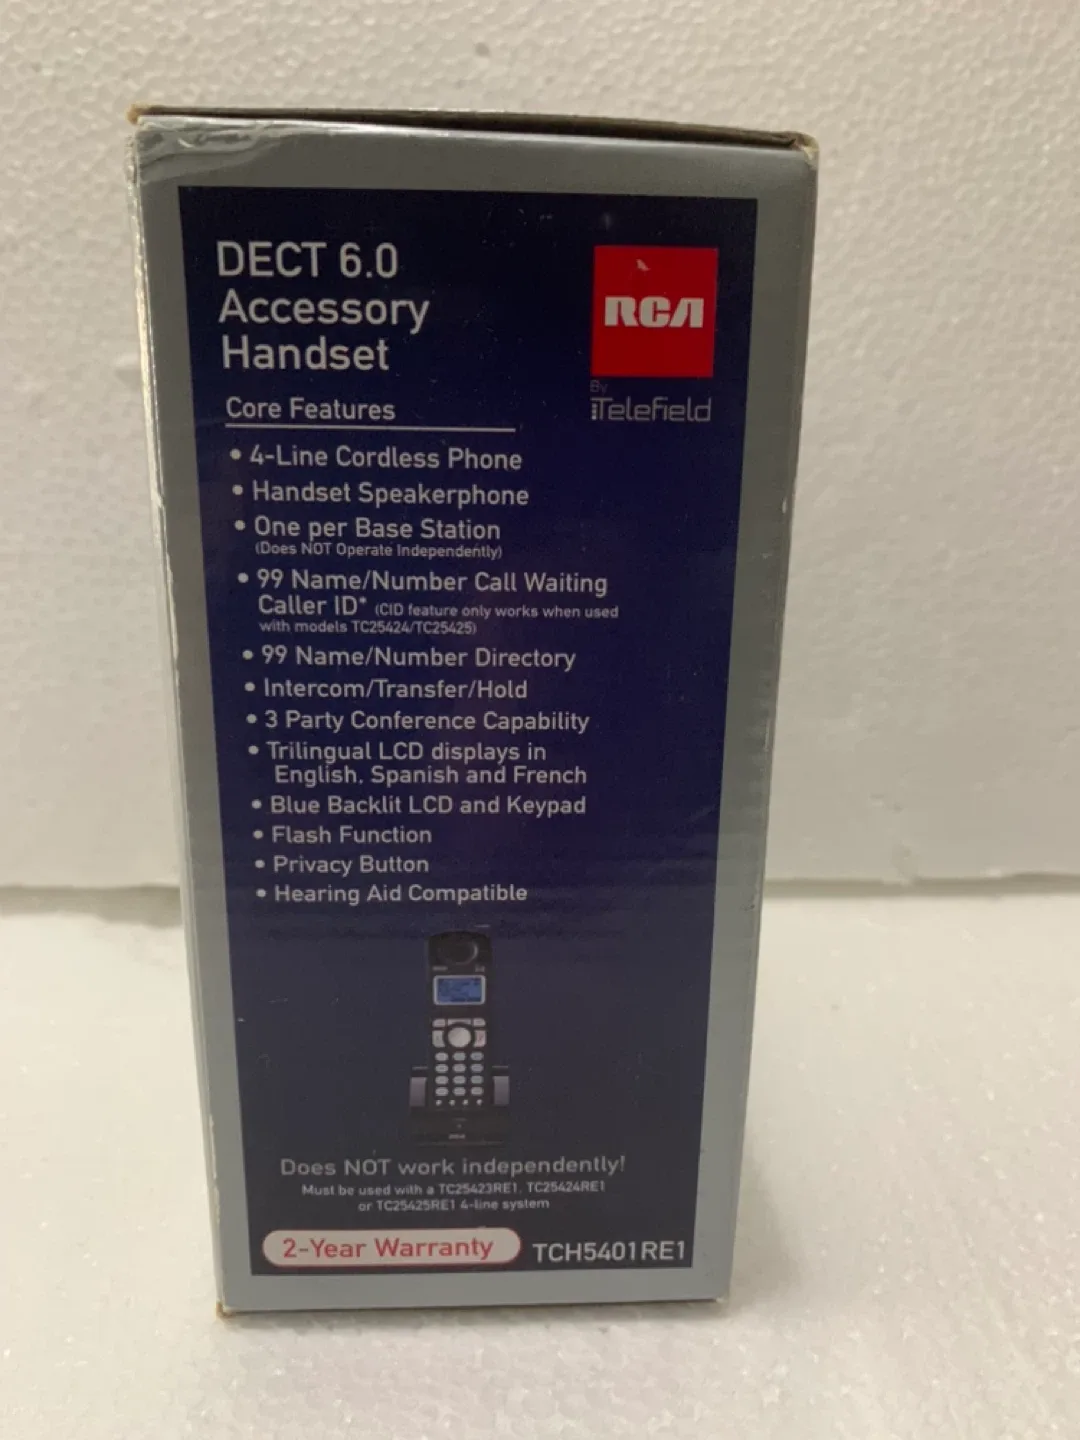 DECT 6.0
Accessory
Handset
RCA
By
Telefield
Core Features
• 4-Line Cordless Phone
• Handset Speakerphone
• One per Base Station
(Does NOT Operate Independently)
• 99 Name/Number Call Waiting
Caller ID* (CID feature only works when used
with models TC25424/TC25425)
• 99 Name/Number Directory
• Intercom/Transfer/Hold
• 3 Party Conference Capability
• Trilingual LCD displays in
English, Spanish and French
• Blue Backlit LCD and Keypad
• Flash Function
• Privacy Button
• Hearing Aid Compatible
Does NOT work independently!
Must be used with a TC25423RE1, TC25424RE1
or TC25425RE1 4-line system
2-Year Warranty
TCH5401RE1